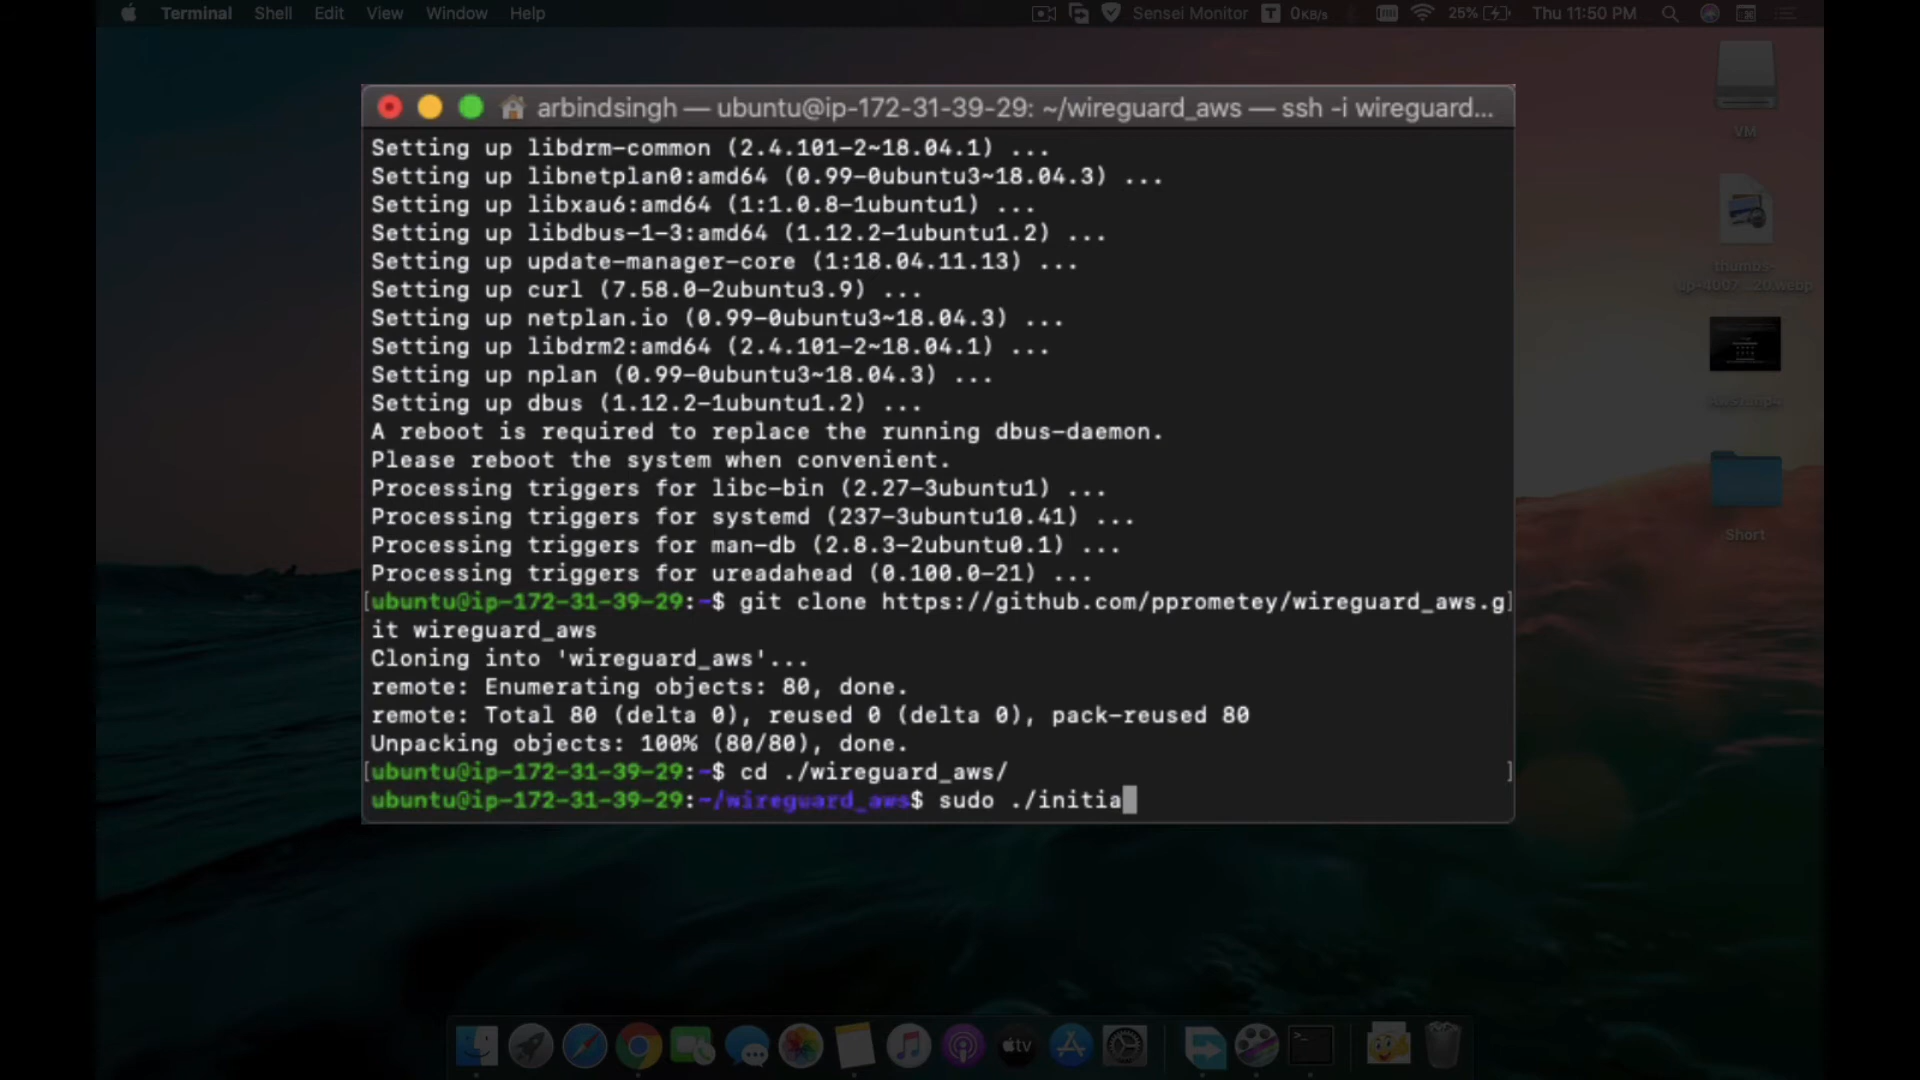 Terminal Shell Edit View Window Help Sensei Monitor T 0KB/s 25% Thu 11:50 PM
arbindsingh — ubuntu@ip-172-31-39-29: ~/wireguard_aws — ssh -i wireguard...
Setting up libdrm-common (2.4.101-2~18.04.1) ...
Setting up libnetplan0:amd64 (0.99-0ubuntu3~18.04.3) ...
Setting up libxau6:amd64 (1:1.0.8-1ubuntu1) ...
Setting up libdbus-1-3:amd64 (1.12.2-1ubuntu1.2) ...
Setting up update-manager-core (1:18.04.11.13) ...
Setting up curl (7.58.0-2ubuntu3.9) ...
Setting up netplan.io (0.99-0ubuntu3~18.04.3) ...
Setting up libdrm2:amd64 (2.4.101-2~18.04.1) ...
Setting up nplan (0.99-0ubuntu3~18.04.3) ...
Setting up dbus (1.12.2-1ubuntu1.2) ...
A reboot is required to replace the running dbus-daemon.
Please reboot the system when convenient.
Processing triggers for libc-bin (2.27-3ubuntu1) ...
Processing triggers for systemd (237-3ubuntu10.41) ...
Processing triggers for man-db (2.8.3-2ubuntu0.1) ...
Processing triggers for ureadahead (0.100.0-21) ...
[ubuntu@ip-172-31-39-29:~$ git clone https://github.com/pprometey/wireguard_aws.g]
it wireguard_aws
Cloning into 'wireguard_aws'...
remote: Enumerating objects: 80, done.
remote: Total 80 (delta 0), reused 0 (delta 0), pack-reused 80
Unpacking objects: 100% (80/80), done.
[ubuntu@ip-172-31-39-29:~$ cd ./wireguard_aws/ ]
ubuntu@ip-172-31-39-29:~/wireguard_aws$ sudo ./initia
VM
thumbs-
up-4007...20.webp
Short
tv